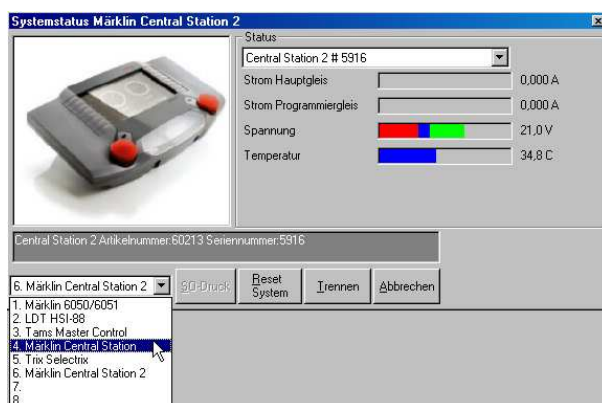 Systemstatus Märklin Central Station 2
Status
Central Station 2 # 5916
Strom Hauptgleis 0,000 A
Strom Programmiergleis 0,000 A
Spannung 21,0 V
Temperatur 34,8 C
Central Station 2 Artikelnummer:60213 Seriennummer:5916
6. Märklin Central Station 2
SO-Druck
Reset System
Trennen
Abbrechen
1. Märklin 6050/6051
2. LDT HSI-88
3. Tams Master Control
4. Märklin Central Station
5. Trix Selectrix
6. Märklin Central Station 2
7.
8.